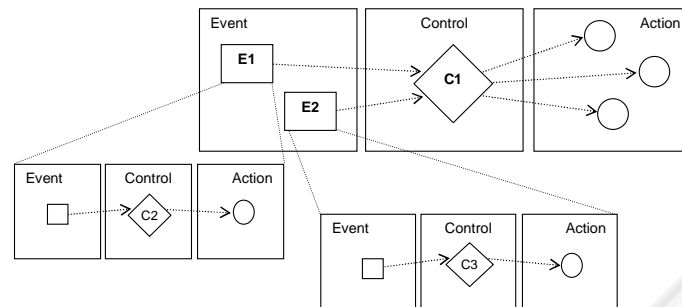 Event Control Action
E1
C1
E2
Event Control Action
C2
Event Control Action
C3